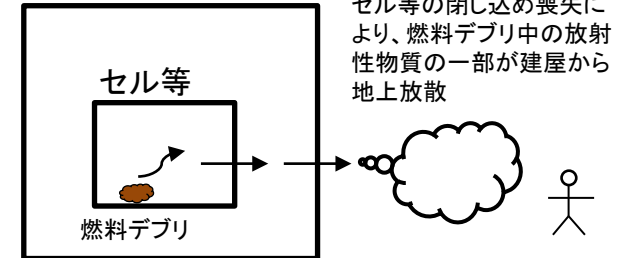 セル等の閉じ込め喪失に
より、燃料デブリ中の放射
性物質の一部が建屋から
地上放散
セル等
燃料デブリ